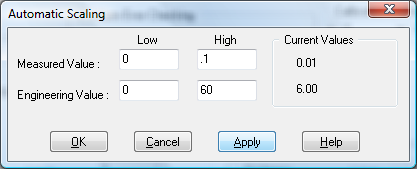 Automatic Scaling
Low High Current Values
Measured Value : 0 .1 0.01
Engineering Value : 0 60 6.00
OK Cancel Apply Help